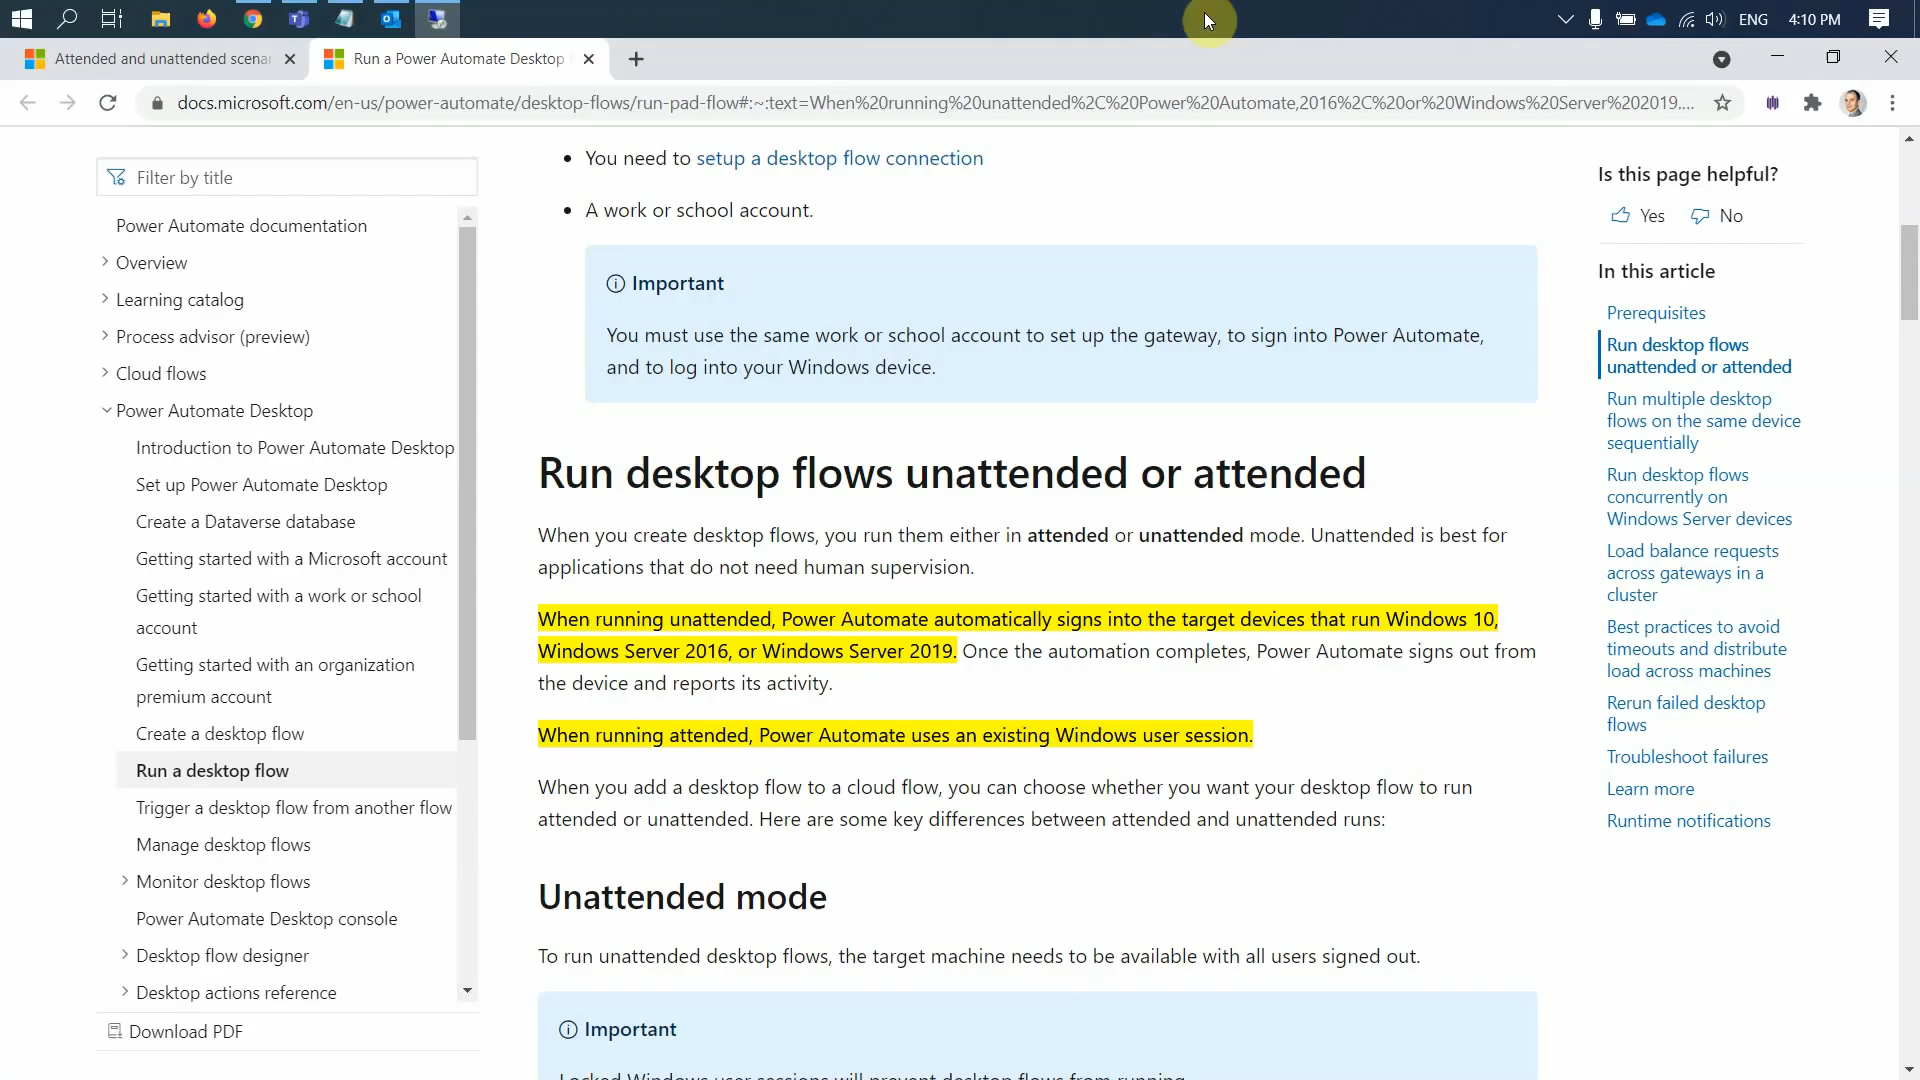 ENG
4:10 PM
Attended and unattended scena
Run a Power Automate Desktop
docs.microsoft.com/en-us/power-automate/desktop-flows/run-pad-flow#:~:text=When%20running%20unattended%2C%20Power%20Automate,2016%2C%20or%20Windows%20Server%202019....
Filter by title
Power Automate documentation
Overview
Learning catalog
Process advisor (preview)
Cloud flows
Power Automate Desktop
Introduction to Power Automate Desktop
Set up Power Automate Desktop
Create a Dataverse database
Getting started with a Microsoft account
Getting started with a work or school
account
Getting started with an organization
premium account
Create a desktop flow
Run a desktop flow
Trigger a desktop flow from another flow
Manage desktop flows
Monitor desktop flows
Power Automate Desktop console
Desktop flow designer
Desktop actions reference
Download PDF
You need to setup a desktop flow connection
A work or school account.
Important
You must use the same work or school account to set up the gateway, to sign into Power Automate,
and to log into your Windows device.
Run desktop flows unattended or attended
When you create desktop flows, you run them either in attended or unattended mode. Unattended is best for
applications that do not need human supervision.
When running unattended, Power Automate automatically signs into the target devices that run Windows 10,
Windows Server 2016, or Windows Server 2019. Once the automation completes, Power Automate signs out from
the device and reports its activity.
When running attended, Power Automate uses an existing Windows user session.
When you add a desktop flow to a cloud flow, you can choose whether you want your desktop flow to run
attended or unattended. Here are some key differences between attended and unattended runs:
Unattended mode
To run unattended desktop flows, the target machine needs to be available with all users signed out.
Important
Locked Windows user sessions will prevent desktop flows from running.
Is this page helpful?
Yes
No
In this article
Prerequisites
Run desktop flows
unattended or attended
Run multiple desktop
flows on the same device
sequentially
Run desktop flows
concurrently on
Windows Server devices
Load balance requests
across gateways in a
cluster
Best practices to avoid
timeouts and distribute
load across machines
Rerun failed desktop
flows
Troubleshoot failures
Learn more
Runtime notifications